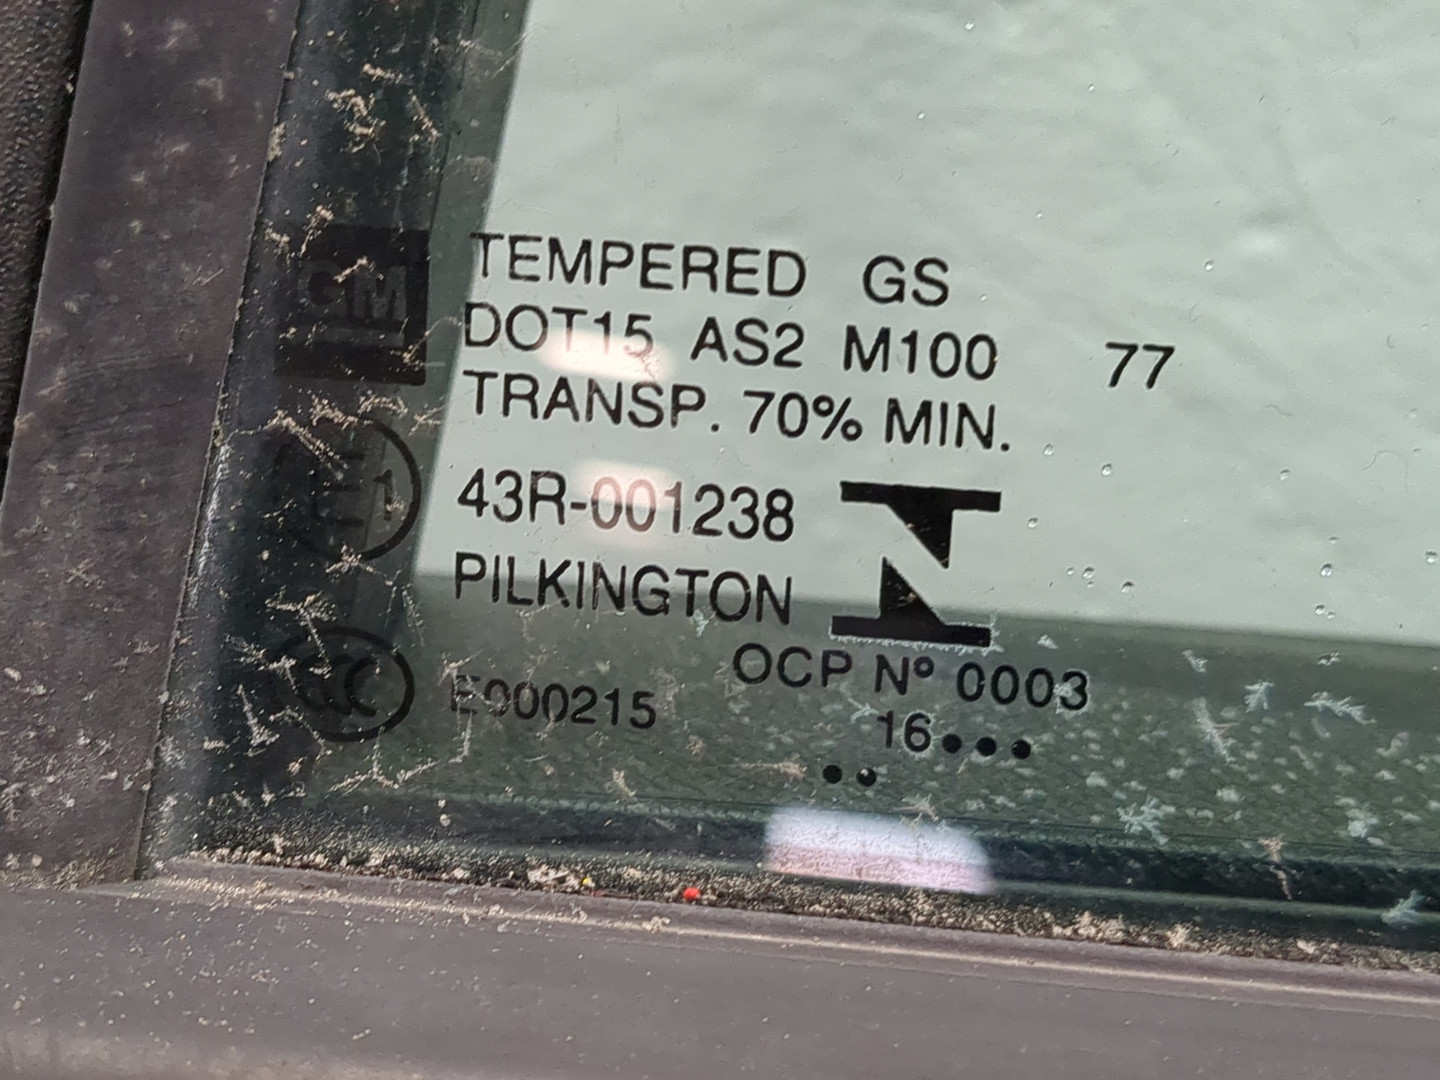 GM
TEMPERED GS
DOT15 AS2 M100 77
TRANSP. 70% MIN.
E1
43R-001238 N
PILKINGTON
CCC E000215
OCP Nº 0003
16•••
••